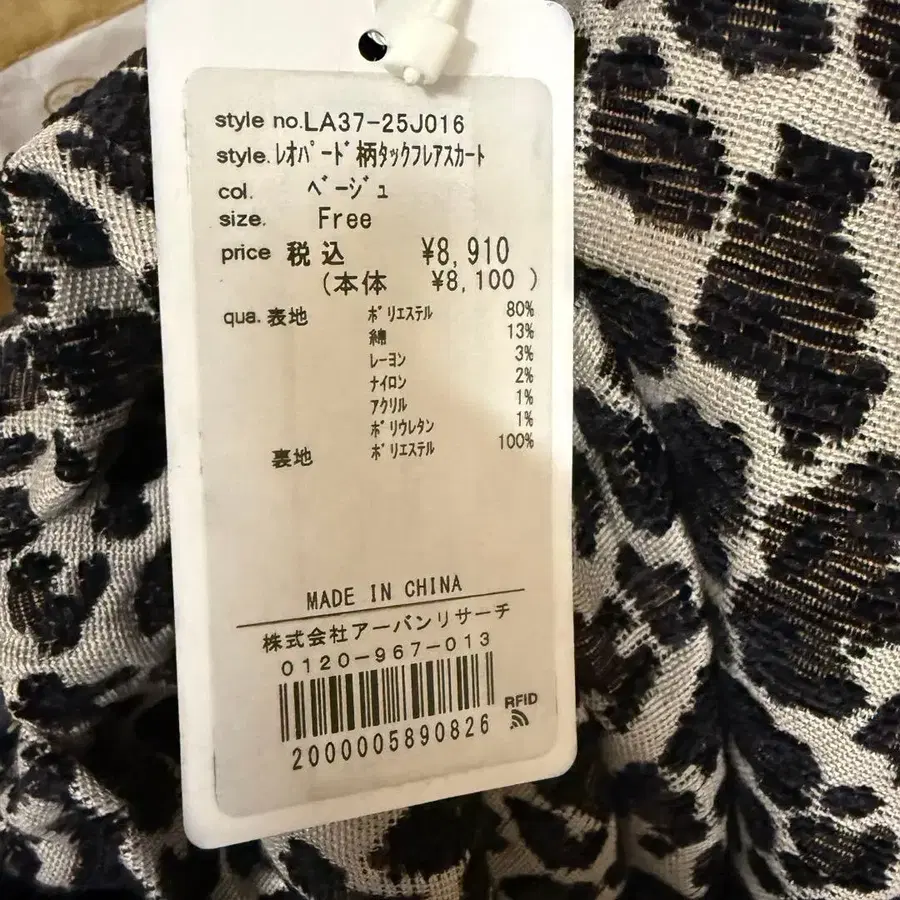 style no.LA37-25J016
style.ﾚｵﾊﾟｰﾄﾞ柄ﾀｯｸﾌﾚｱｽｶｰﾄ
col. ﾍﾞｰｼﾞｭ
size. Free
price 税込 ¥8,910
(本体 ¥8,100 )
qua. 表地 ﾎﾟﾘｴｽﾃﾙ 80%
綿 13%
ﾚｰﾖﾝ 3%
ﾅｲﾛﾝ 2%
ｱｸﾘﾙ 1%
ﾎﾟﾘｳﾚﾀﾝ 1%
裏地 ﾎﾟﾘｴｽﾃﾙ 100%
MADE IN CHINA
株式会社アーバンリサーチ
0120-967-013
RFID
2000005890826